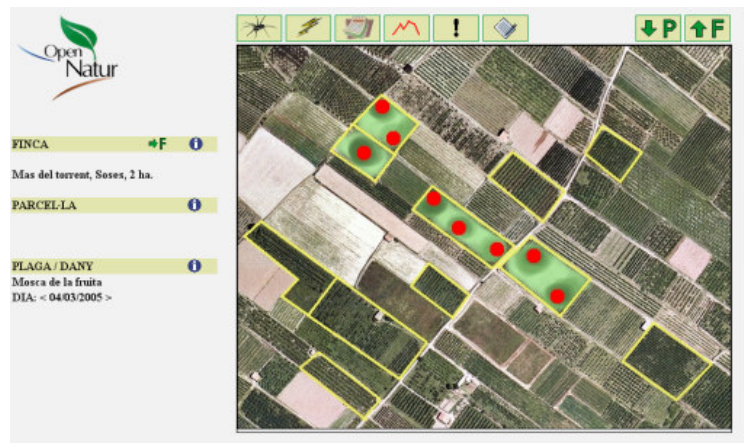 Open
Natur
P F
FINCA F i
Mas del torrent, Soses, 2 ha.
PARCEL·LA i
PLAGA / DANY i
Mosca de la fruita
DIA: < 04/03/2005 >